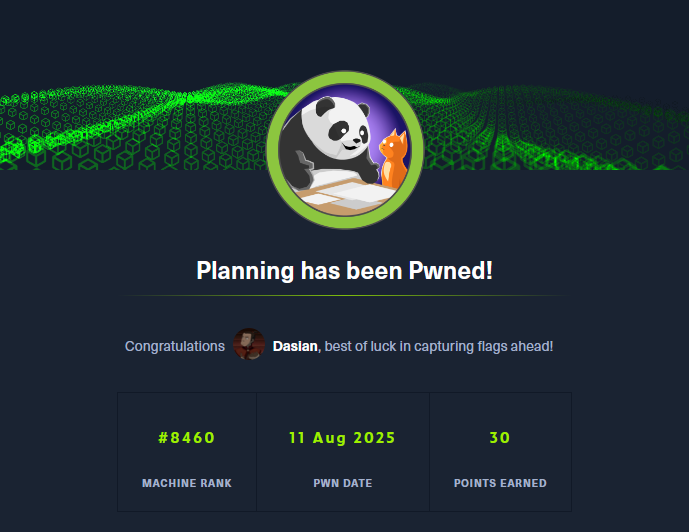 Planning has been Pwned!
Congratulations Dasian, best of luck in capturing flags ahead!
#8460 11 Aug 2025 30
MACHINE RANK PWN DATE POINTS EARNED